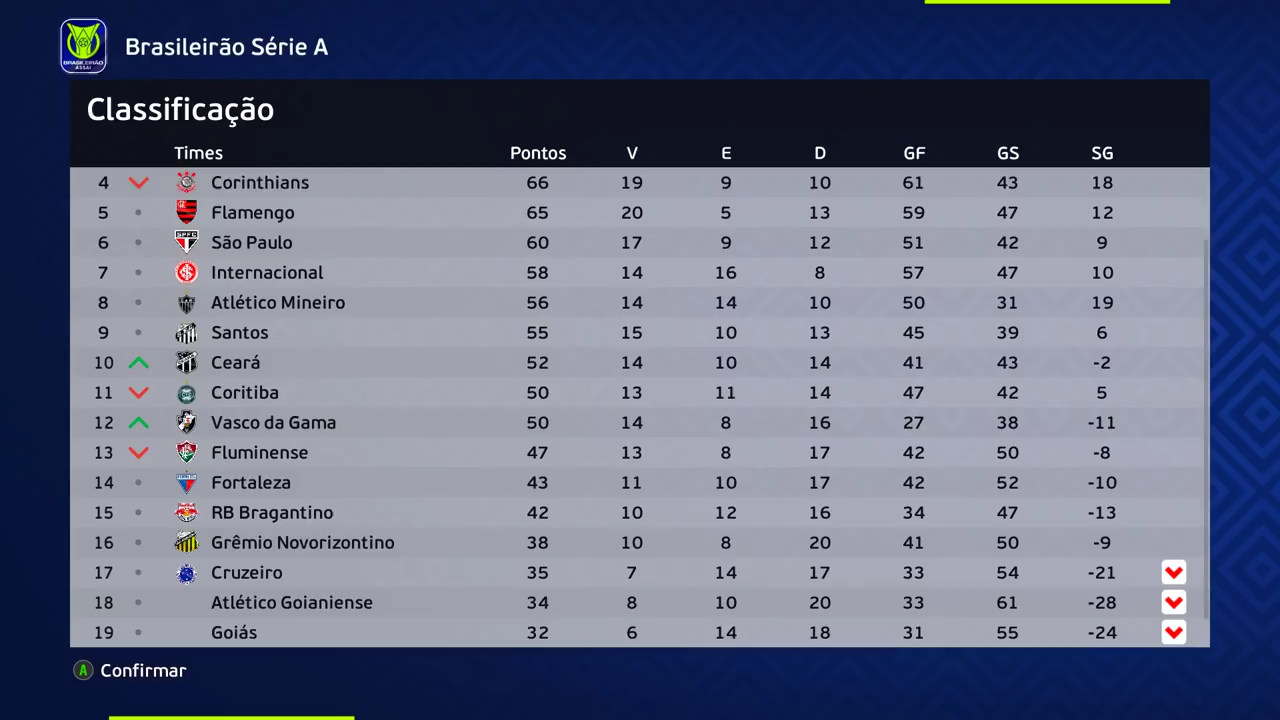 Brasileirão Série A
BRASILEIRÃO
ASSAÍ
Classificação
Times Pontos V E D GF GS SG
4 Corinthians 66 19 9 10 61 43 18
5 Flamengo 65 20 5 13 59 47 12
6 São Paulo 60 17 9 12 51 42 9
7 Internacional 58 14 16 8 57 47 10
8 Atlético Mineiro 56 14 14 10 50 31 19
9 Santos 55 15 10 13 45 39 6
10 Ceará 52 14 10 14 41 43 -2
11 Coritiba 50 13 11 14 47 42 5
12 Vasco da Gama 50 14 8 16 27 38 -11
13 Fluminense 47 13 8 17 42 50 -8
14 Fortaleza 43 11 10 17 42 52 -10
15 RB Bragantino 42 10 12 16 34 47 -13
16 Grêmio Novorizontino 38 10 8 20 41 50 -9
17 Cruzeiro 35 7 14 17 33 54 -21
18 Atlético Goianiense 34 8 10 20 33 61 -28
19 Goiás 32 6 14 18 31 55 -24
A Confirmar